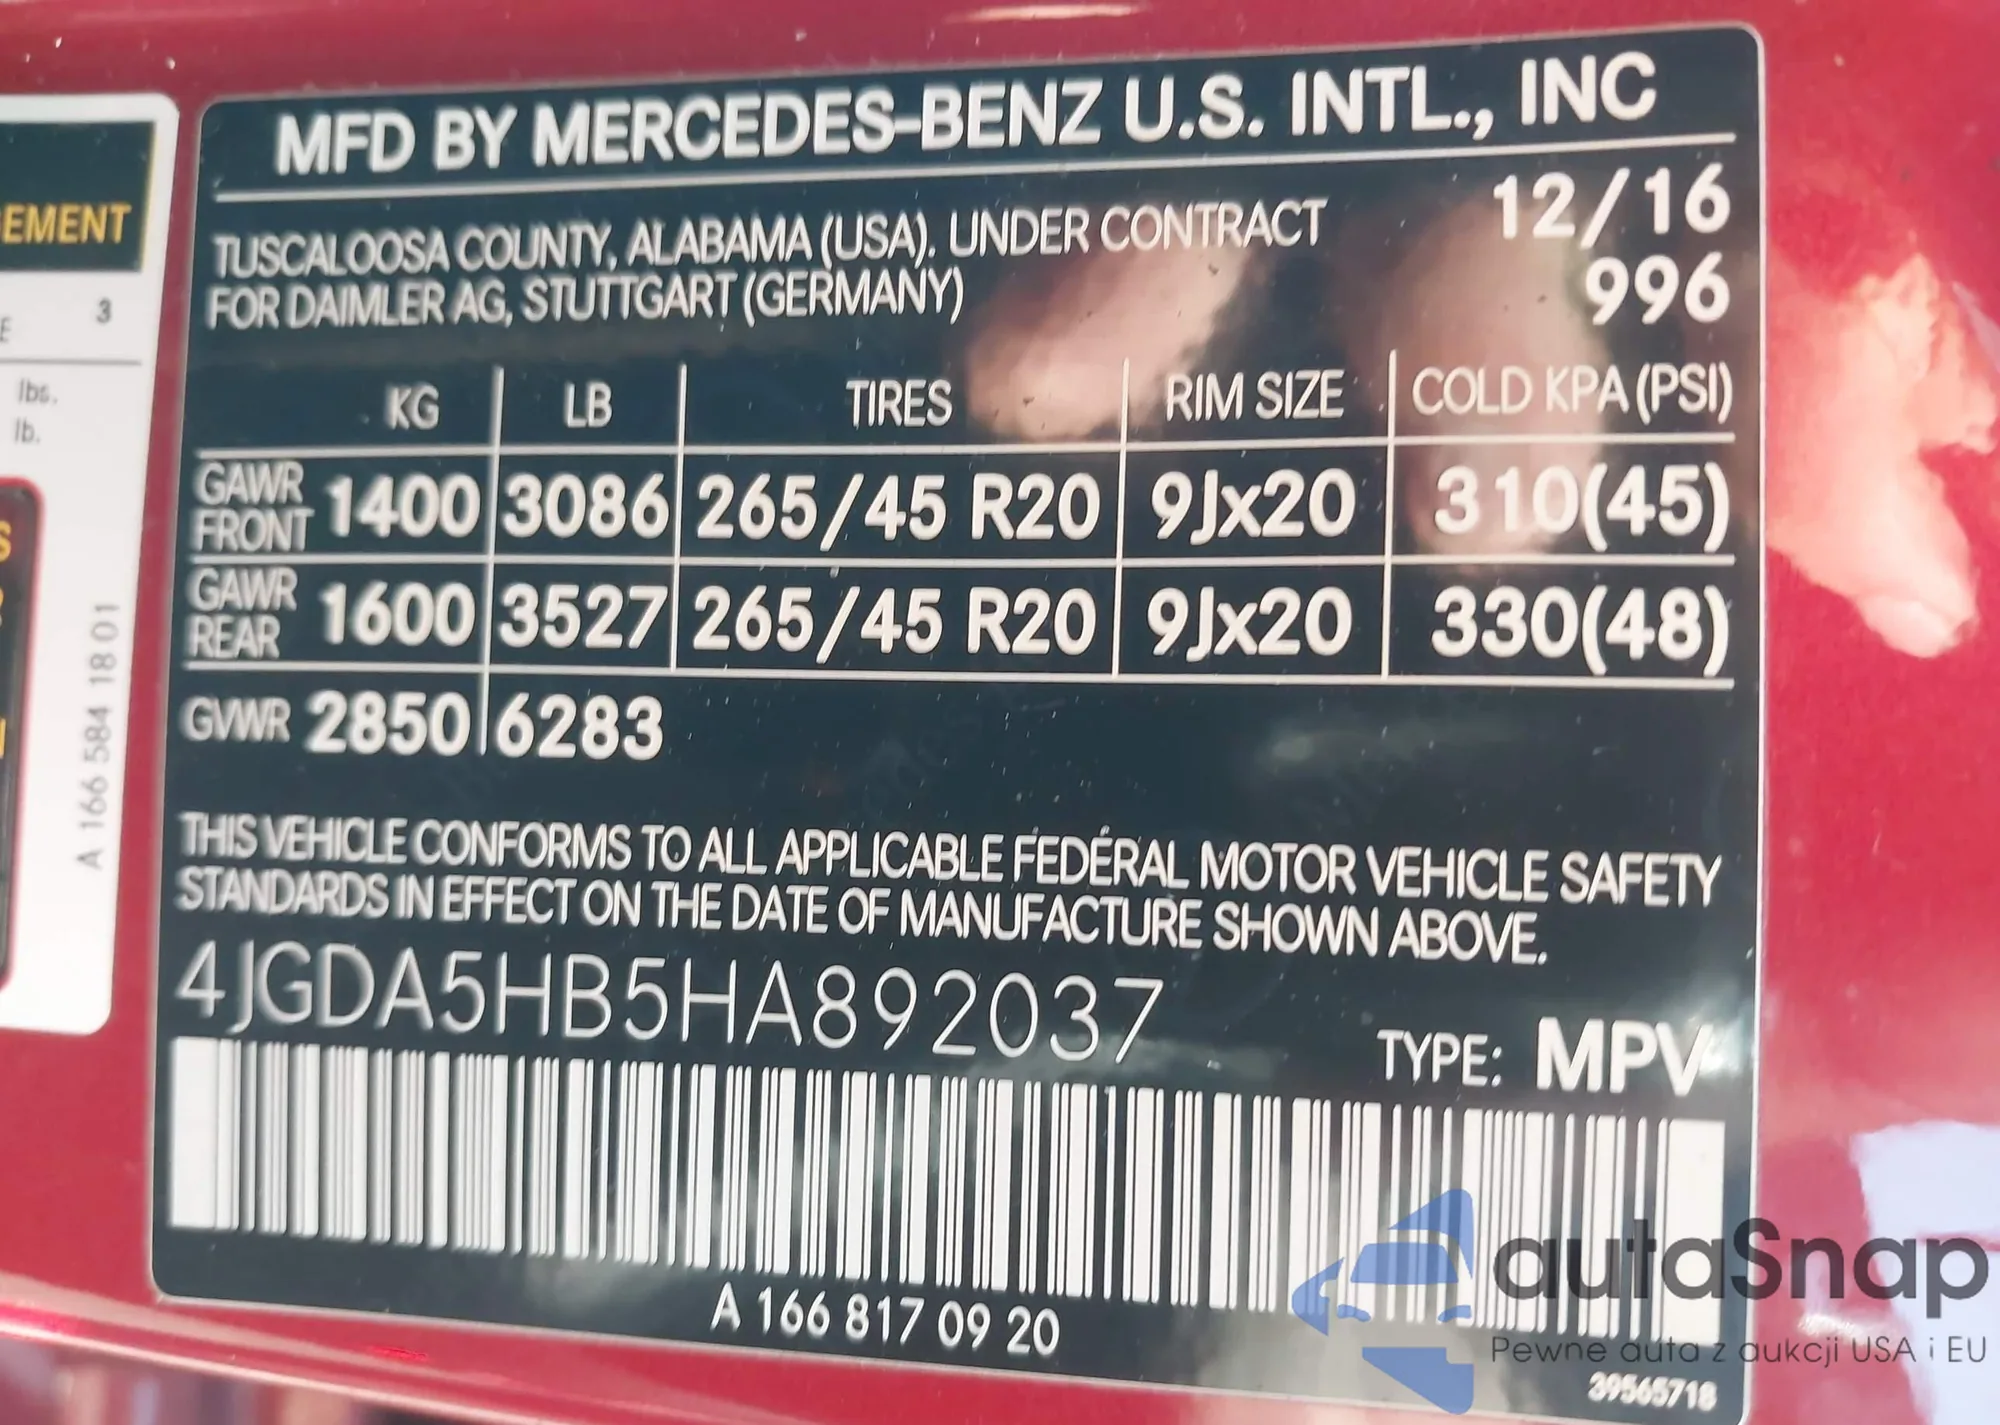 MFD BY MERCEDES-BENZ U.S. INTL., INC
TUSCALOOSA COUNTY, ALABAMA (USA). UNDER CONTRACT
FOR DAIMLER AG, STUTTGART (GERMANY)
12/16
996
KG LB TIRES RIM SIZE COLD KPA (PSI)
GAWR FRONT 1400 3086 265/45 R20 9Jx20 310(45)
GAWR REAR 1600 3527 265/45 R20 9Jx20 330(48)
GVWR 2850 6283
THIS VEHICLE CONFORMS TO ALL APPLICABLE FEDERAL MOTOR VEHICLE SAFETY
STANDARDS IN EFFECT ON THE DATE OF MANUFACTURE SHOWN ABOVE.
4JGDA5HB5HA892037
TYPE: MPV
A 166 817 09 20
39565718
EMENT
3
lbs.
lb.
A 166 584 18 01
autaSnap
Pewne auta z aukcji USA i EU